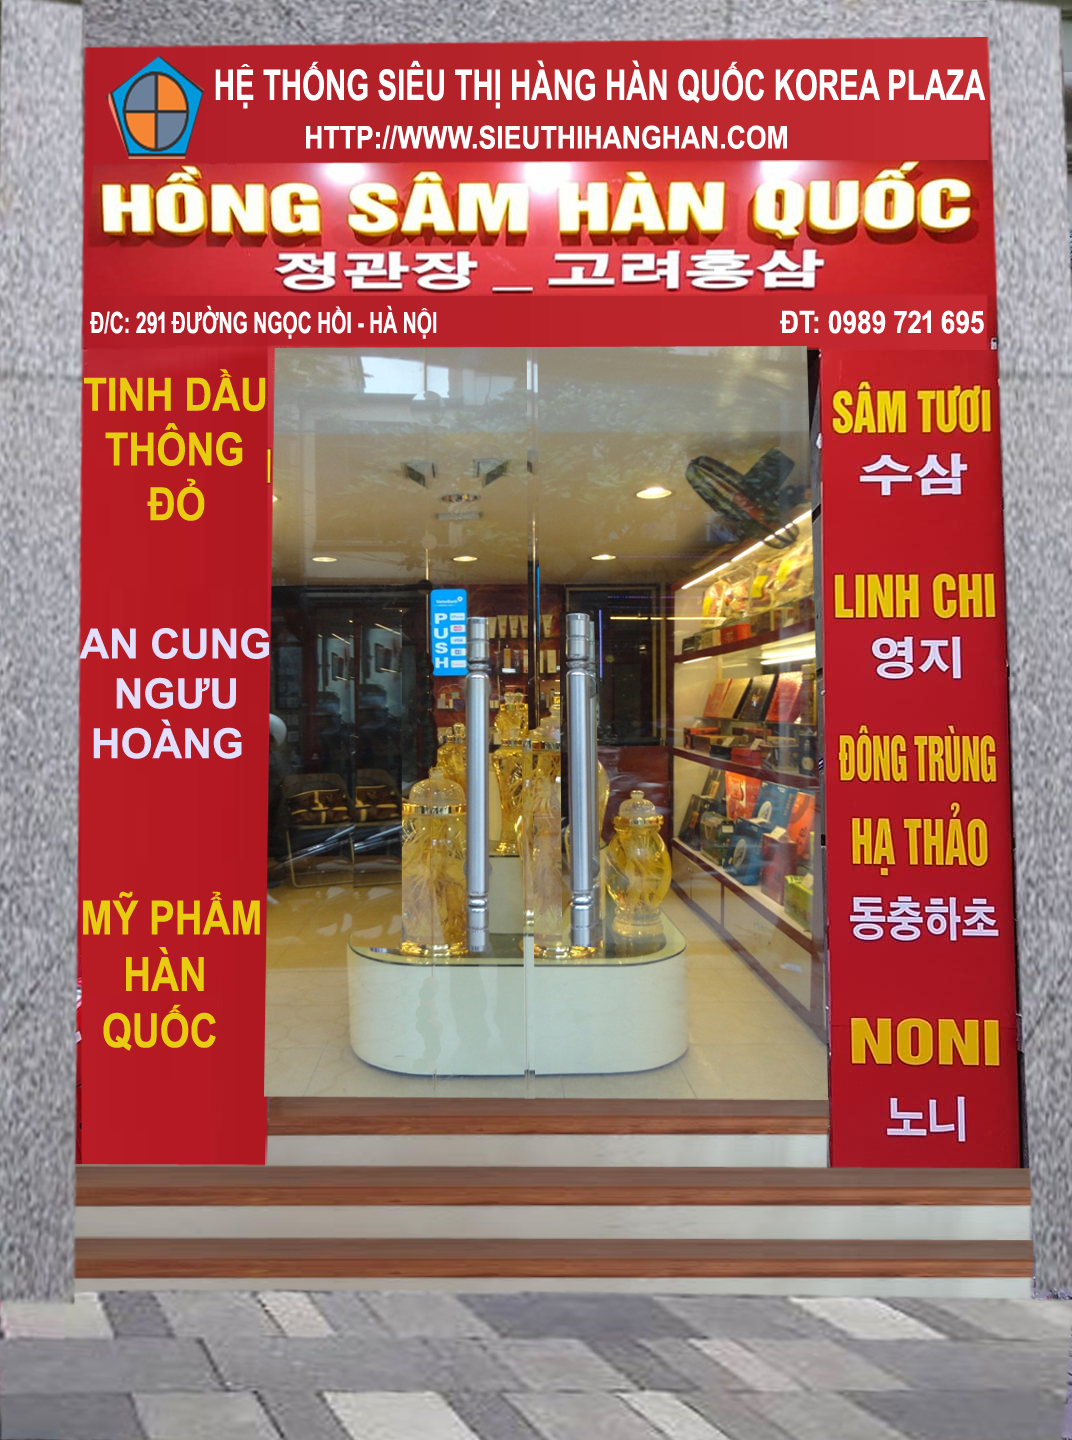 HỆ THỐNG SIÊU THỊ HÀNG HÀN QUỐC KOREA PLAZA
HTTP://WWW.SIEUTHIHANGHAN.COM
HỒNG SÂM HÀN QUỐC
정관장 _ 고려홍삼
Đ/C: 291 ĐƯỜNG NGỌC HỒI - HÀ NỘI
ĐT: 0989 721 695
TINH DẦU
THÔNG
ĐỎ
AN CUNG
NGƯU
HOÀNG
MỸ PHẨM
HÀN
QUỐC
PUSH
SÂM TƯƠI
수삼
LINH CHI
영지
ĐÔNG TRÙNG
HẠ THẢO
동충하초
NONI
노니